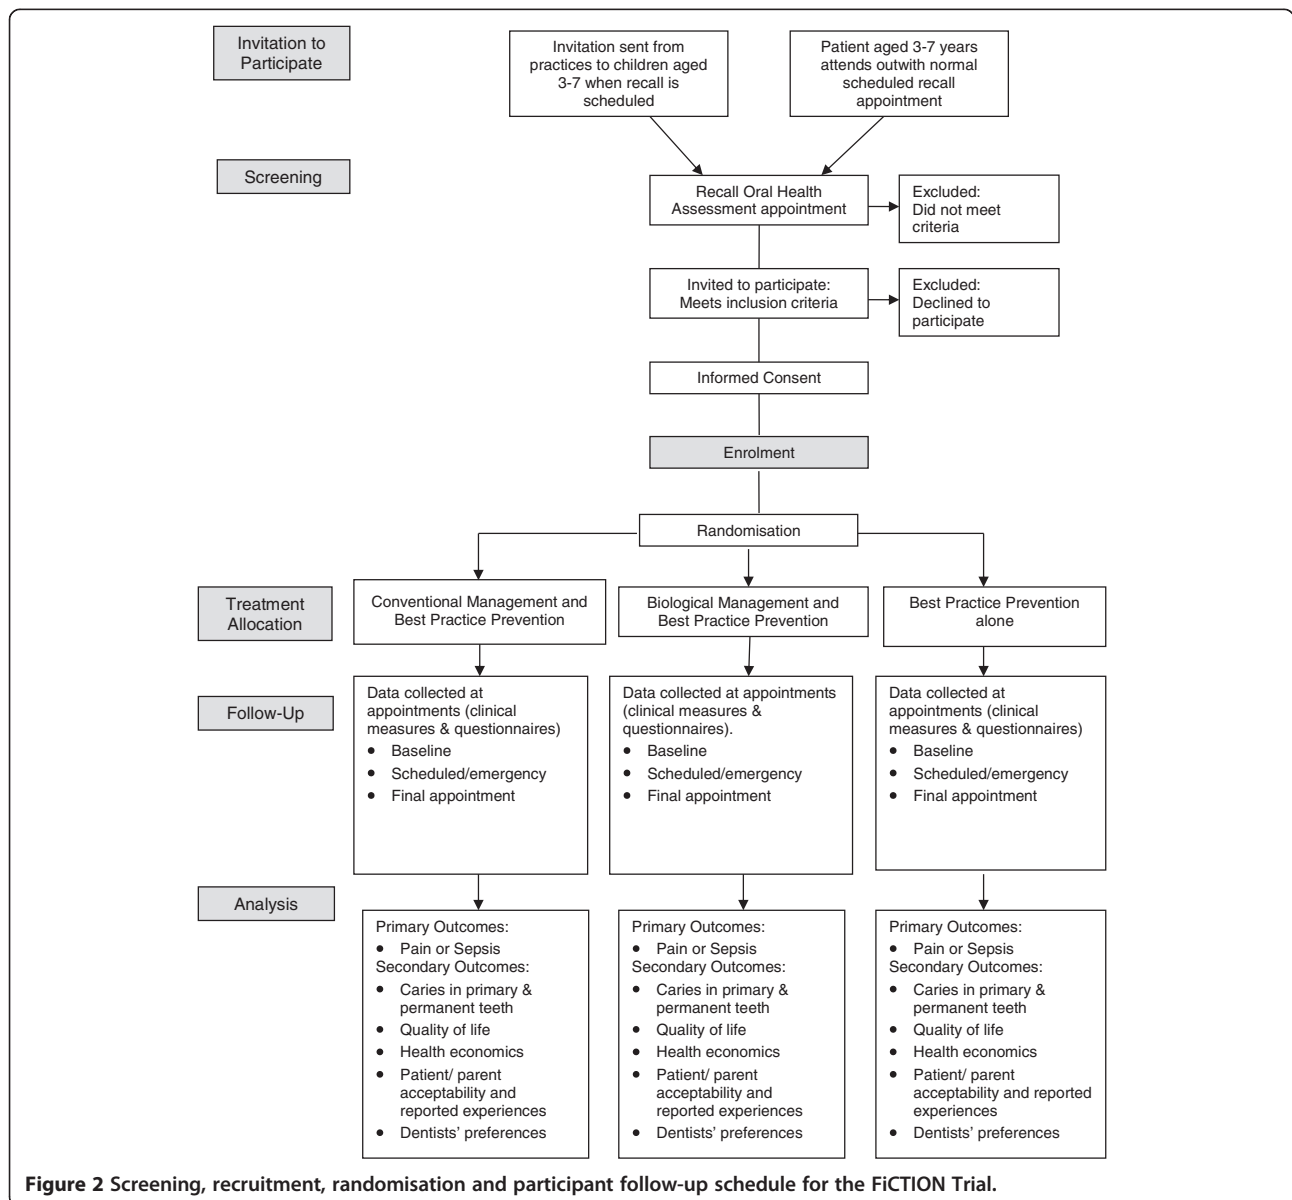 Invitation to
Participate
Invitation sent from
practices to children aged
3-7 when recall is
scheduled
Patient aged 3-7 years
attends outwith normal
scheduled recall
appointment
Screening
Recall Oral Health
Assessment appointment
Excluded:
Did not meet
criteria
Invited to participate:
Meets inclusion criteria
Excluded:
Declined to
participate
Informed Consent
Enrolment
Randomisation
Treatment
Allocation
Conventional Management and
Best Practice Prevention
Biological Management and
Best Practice Prevention
Best Practice Prevention
alone
Follow-Up
Data collected at
appointments (clinical
measures & questionnaires)
• Baseline
• Scheduled/emergency
• Final appointment
Data collected at appointments
(clinical measures &
questionnaires).
• Baseline
• Scheduled/emergency
• Final appointment
Data collected at
appointments (clinical
measures & questionnaires)
• Baseline
• Scheduled/emergency
• Final appointment
Analysis
Primary Outcomes:
• Pain or Sepsis
Secondary Outcomes:
• Caries in primary &
permanent teeth
• Quality of life
• Health economics
• Patient/ parent
acceptability and
reported experiences
• Dentists' preferences
Primary Outcomes:
• Pain or Sepsis
Secondary Outcomes:
• Caries in primary &
permanent teeth
• Quality of life
• Health economics
• Patient/ parent
acceptability and
reported experiences
• Dentists' preferences
Primary Outcomes:
• Pain or Sepsis
Secondary Outcomes:
• Caries in primary &
permanent teeth
• Quality of life
• Health economics
• Patient/ parent
acceptability and reported
experiences
• Dentists' preferences
Figure 2 Screening, recruitment, randomisation and participant follow-up schedule for the FiCTION Trial.